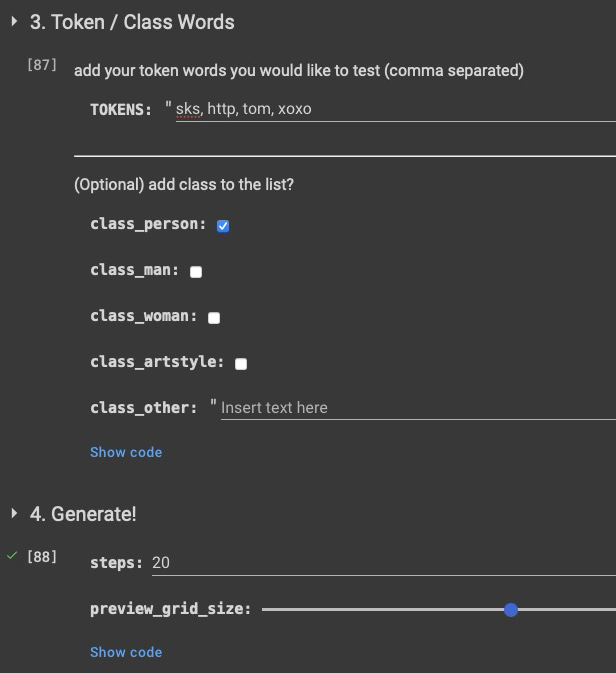 3. Token / Class Words
[87]
add your token words you would like to test (comma separated)
TOKENS: " sks, http, tom, xoxo
(Optional) add class to the list?
class_person:
class_man:
class_woman:
class_artstyle:
class_other: " Insert text here
Show code
4. Generate!
[88]
steps: 20
preview_grid_size:
Show code